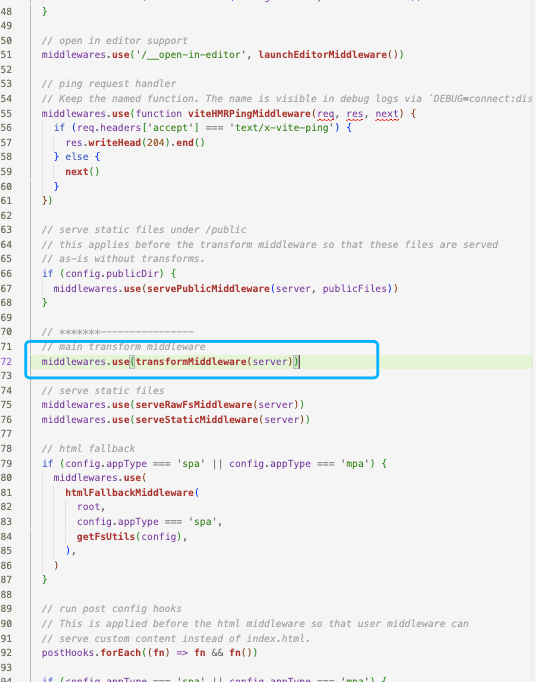 48 }
49
50 // open in editor support
51 middlewares.use('/__open-in-editor', launchEditorMiddleware())
52
53 // ping request handler
54 // Keep the named function. The name is visible in debug logs via `DEBUG=connect:dis
55 middlewares.use(function viteHMRPingMiddleware(req, res, next) {
56 if (req.headers['accept'] === 'text/x-vite-ping') {
57 res.writeHead(204).end()
58 } else {
59 next()
60 }
61 })
62
63 // serve static files under /public
64 // this applies before the transform middleware so that these files are served
65 // as-is without transforms.
66 if (config.publicDir) {
67 middlewares.use(servePublicMiddleware(server, publicFiles))
68 }
69
70 // *******----------------
71 // main transform middleware
72 middlewares.use(transformMiddleware(server))
73
74 // serve static files
75 middlewares.use(serveRawFsMiddleware(server))
76 middlewares.use(serveStaticMiddleware(server))
77
78 // html fallback
79 if (config.appType === 'spa' || config.appType === 'mpa') {
80 middlewares.use(
81 htmlFallbackMiddleware(
82 root,
83 config.appType === 'spa',
84 getFsUtils(config),
85 ),
86 )
87 }
88
89 // run post config hooks
90 // This is applied before the html middleware so that user middleware can
91 // serve custom content instead of index.html.
92 postHooks.forEach((fn) => fn && fn())
93
94 if (config.appType === 'spa' || config.appType === 'mpa') {